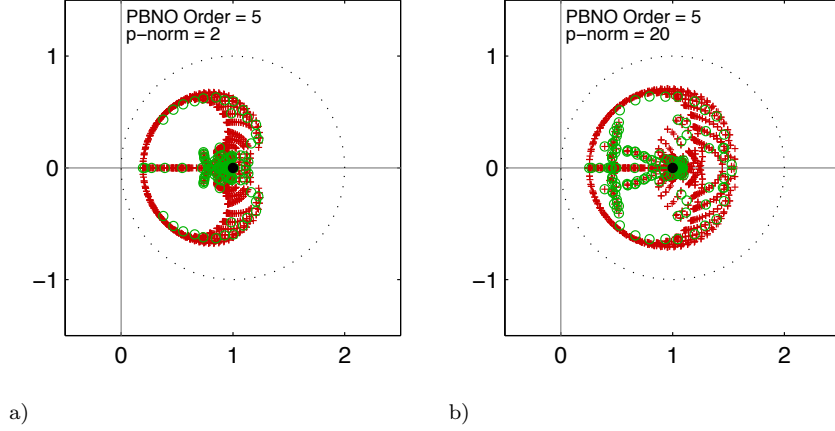 PBNO Order = 5
p-norm = 2
1
0
−1
0
1
2
a)
PBNO Order = 5
p-norm = 20
1
0
−1
0
1
2
b)